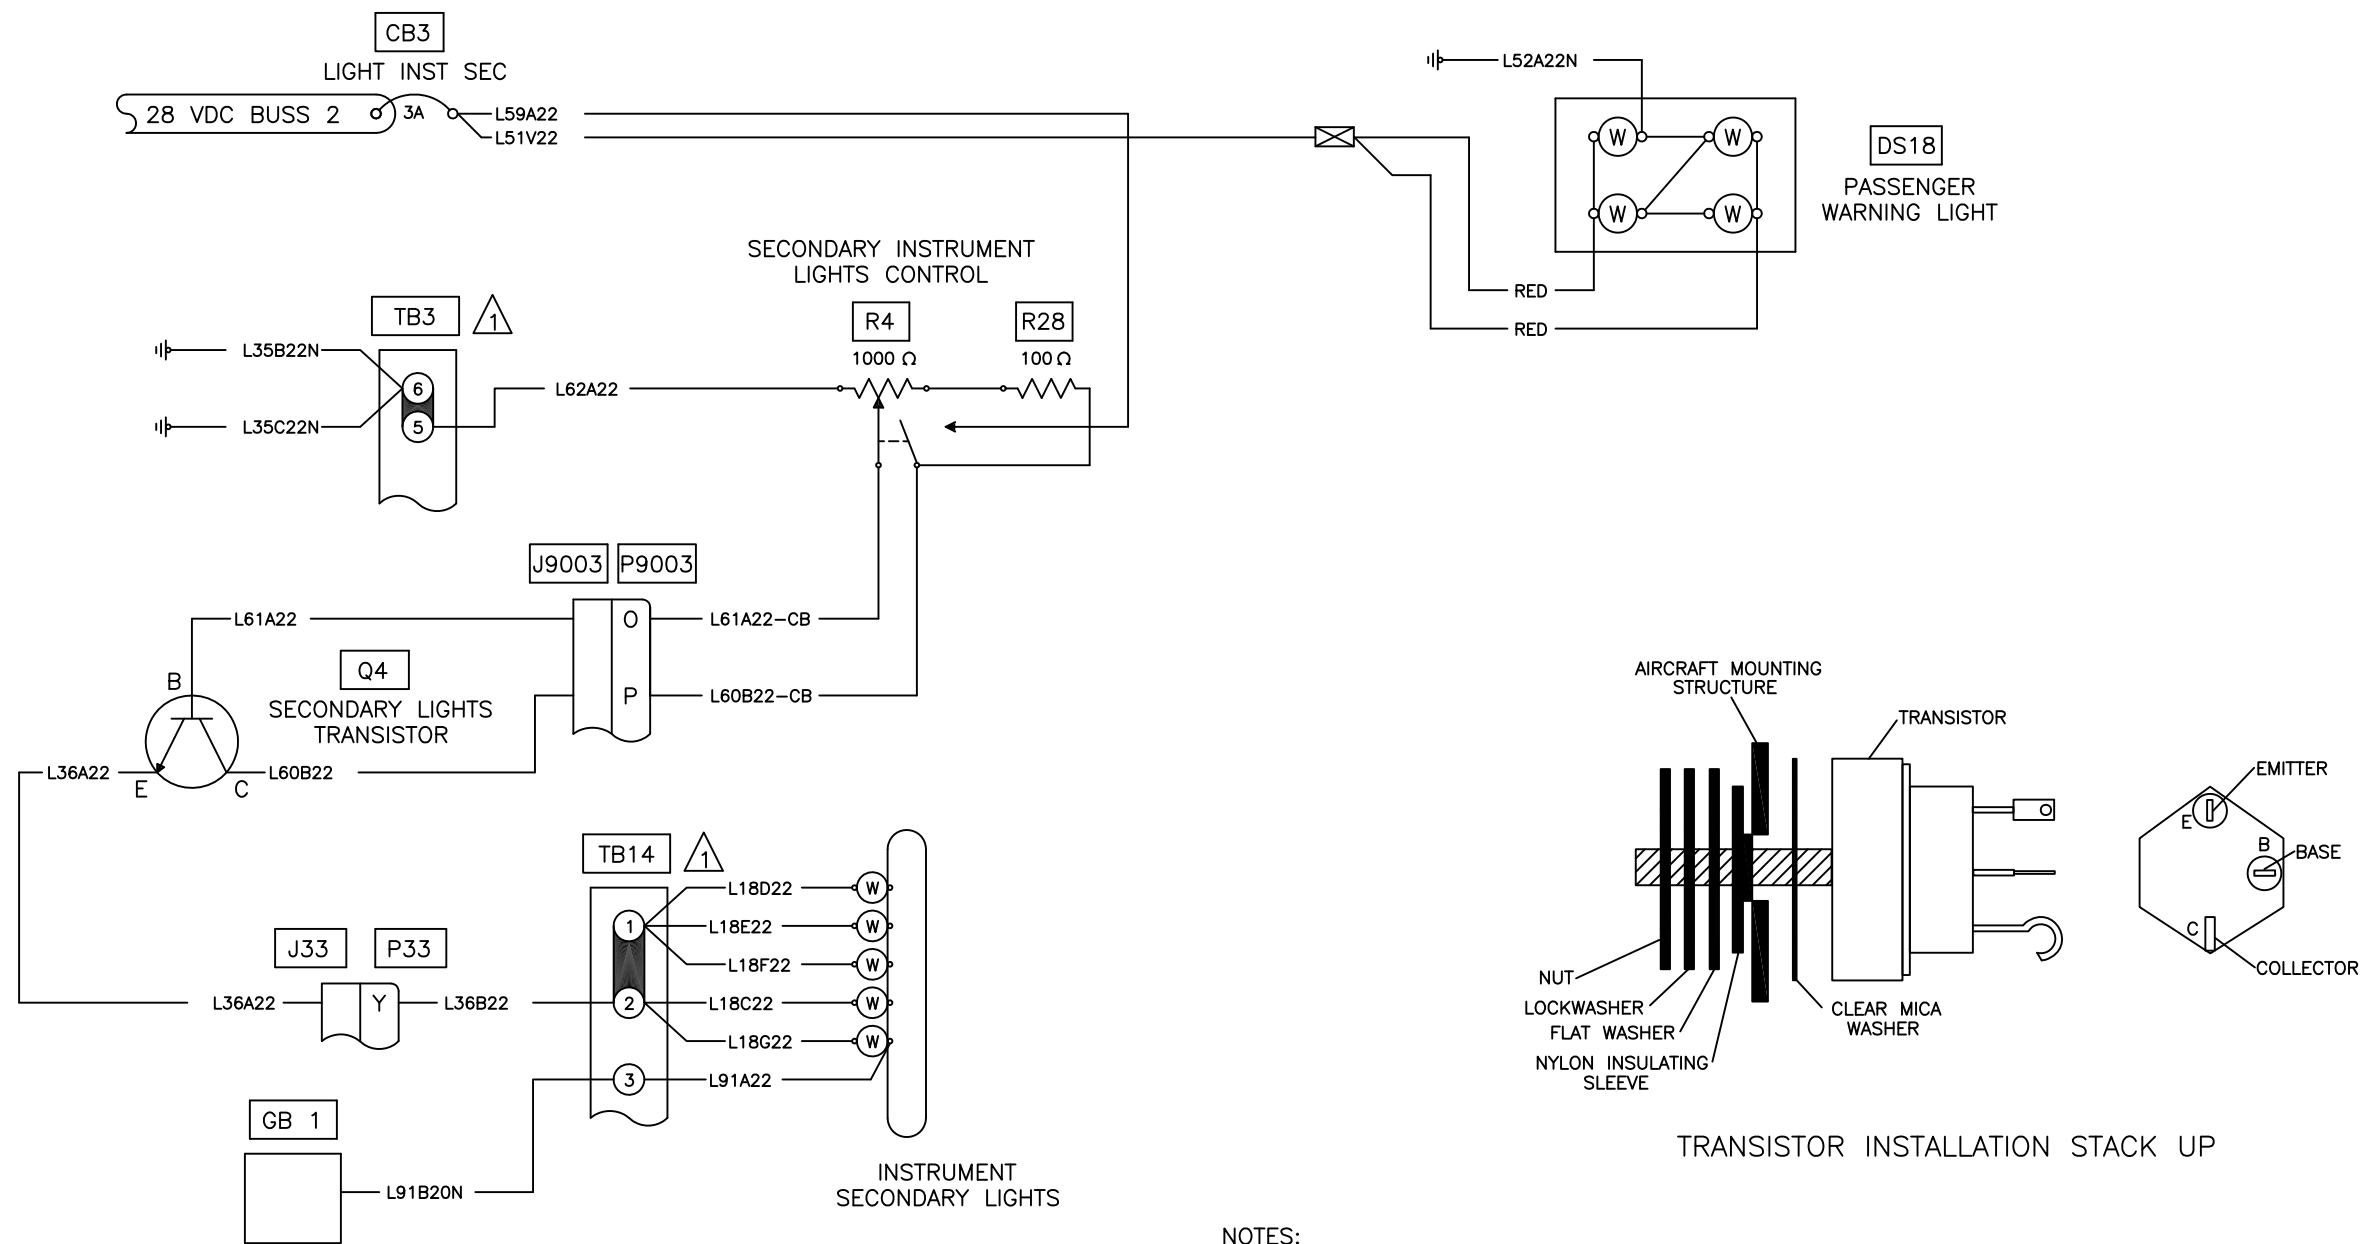 CB3
LIGHT INST SEC
28 VDC BUSS 2
3A
L59A22
L51V22
L52A22N
W
W
W
W
DS18
PASSENGER
WARNING LIGHT
RED
RED
SECONDARY INSTRUMENT
LIGHTS CONTROL
R4
1000 Ω
R28
100 Ω
TB3
1
L35B22N
L35C22N
6
5
L62A22
J9003
P9003
O
P
L61A22
L61A22-CB
L60B22-CB
Q4
SECONDARY LIGHTS
TRANSISTOR
B
E
C
L36A22
L60B22
TB14
1
1
2
3
L18D22
L18E22
L18F22
L18C22
L18G22
L91A22
W
W
W
W
W
J33
P33
L36A22
Y
L36B22
GB 1
L91B20N
INSTRUMENT
SECONDARY LIGHTS
AIRCRAFT MOUNTING
STRUCTURE
TRANSISTOR
NUT
LOCKWASHER
FLAT WASHER
NYLON INSULATING
SLEEVE
CLEAR MICA
WASHER
EMITTER
E
B
BASE
C
COLLECTOR
TRANSISTOR INSTALLATION STACK UP
NOTES: